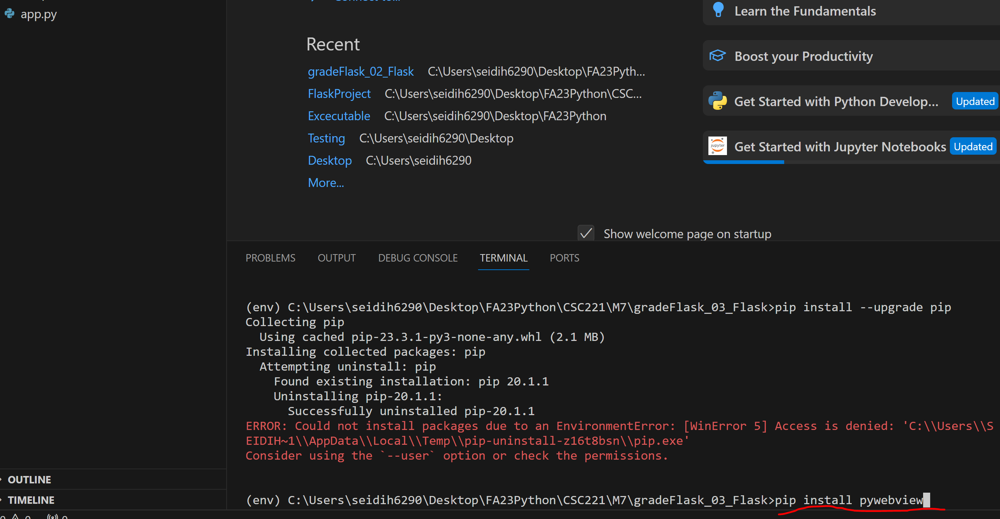 app.py
Learn the Fundamentals
Recent
Boost your Productivity
gradeFlask_02_Flask C:\Users\seidih6290\Desktop\FA23Pyth...
FlaskProject C:\Users\seidih6290\Desktop\FA23Python\CSC...
Get Started with Python Develop... Updated
Excecutable C:\Users\seidih6290\Desktop\FA23Python
Testing C:\Users\seidih6290\Desktop
jupyter
Get Started with Jupyter Notebooks Updated
Desktop C:\Users\seidih6290
More...
Show welcome page on startup
PROBLEMS OUTPUT DEBUG CONSOLE TERMINAL PORTS
(env) C:\Users\seidih6290\Desktop\FA23Python\CSC221\M7\gradeFlask_03_Flask>pip install --upgrade pip
Collecting pip
Using cached pip-23.3.1-py3-none-any.whl (2.1 MB)
Installing collected packages: pip
Attempting uninstall: pip
Found existing installation: pip 20.1.1
Uninstalling pip-20.1.1:
Successfully uninstalled pip-20.1.1
ERROR: Could not install packages due to an EnvironmentError: [WinError 5] Access is denied: 'C:\\Users\\S
EIDIH~1\\AppData\\Local\\Temp\\pip-uninstall-z16t8bsn\\pip.exe'
Consider using the `--user` option or check the permissions.
OUTLINE
TIMELINE
(env) C:\Users\seidih6290\Desktop\FA23Python\CSC221\M7\gradeFlask_03_Flask>pip install pywebview